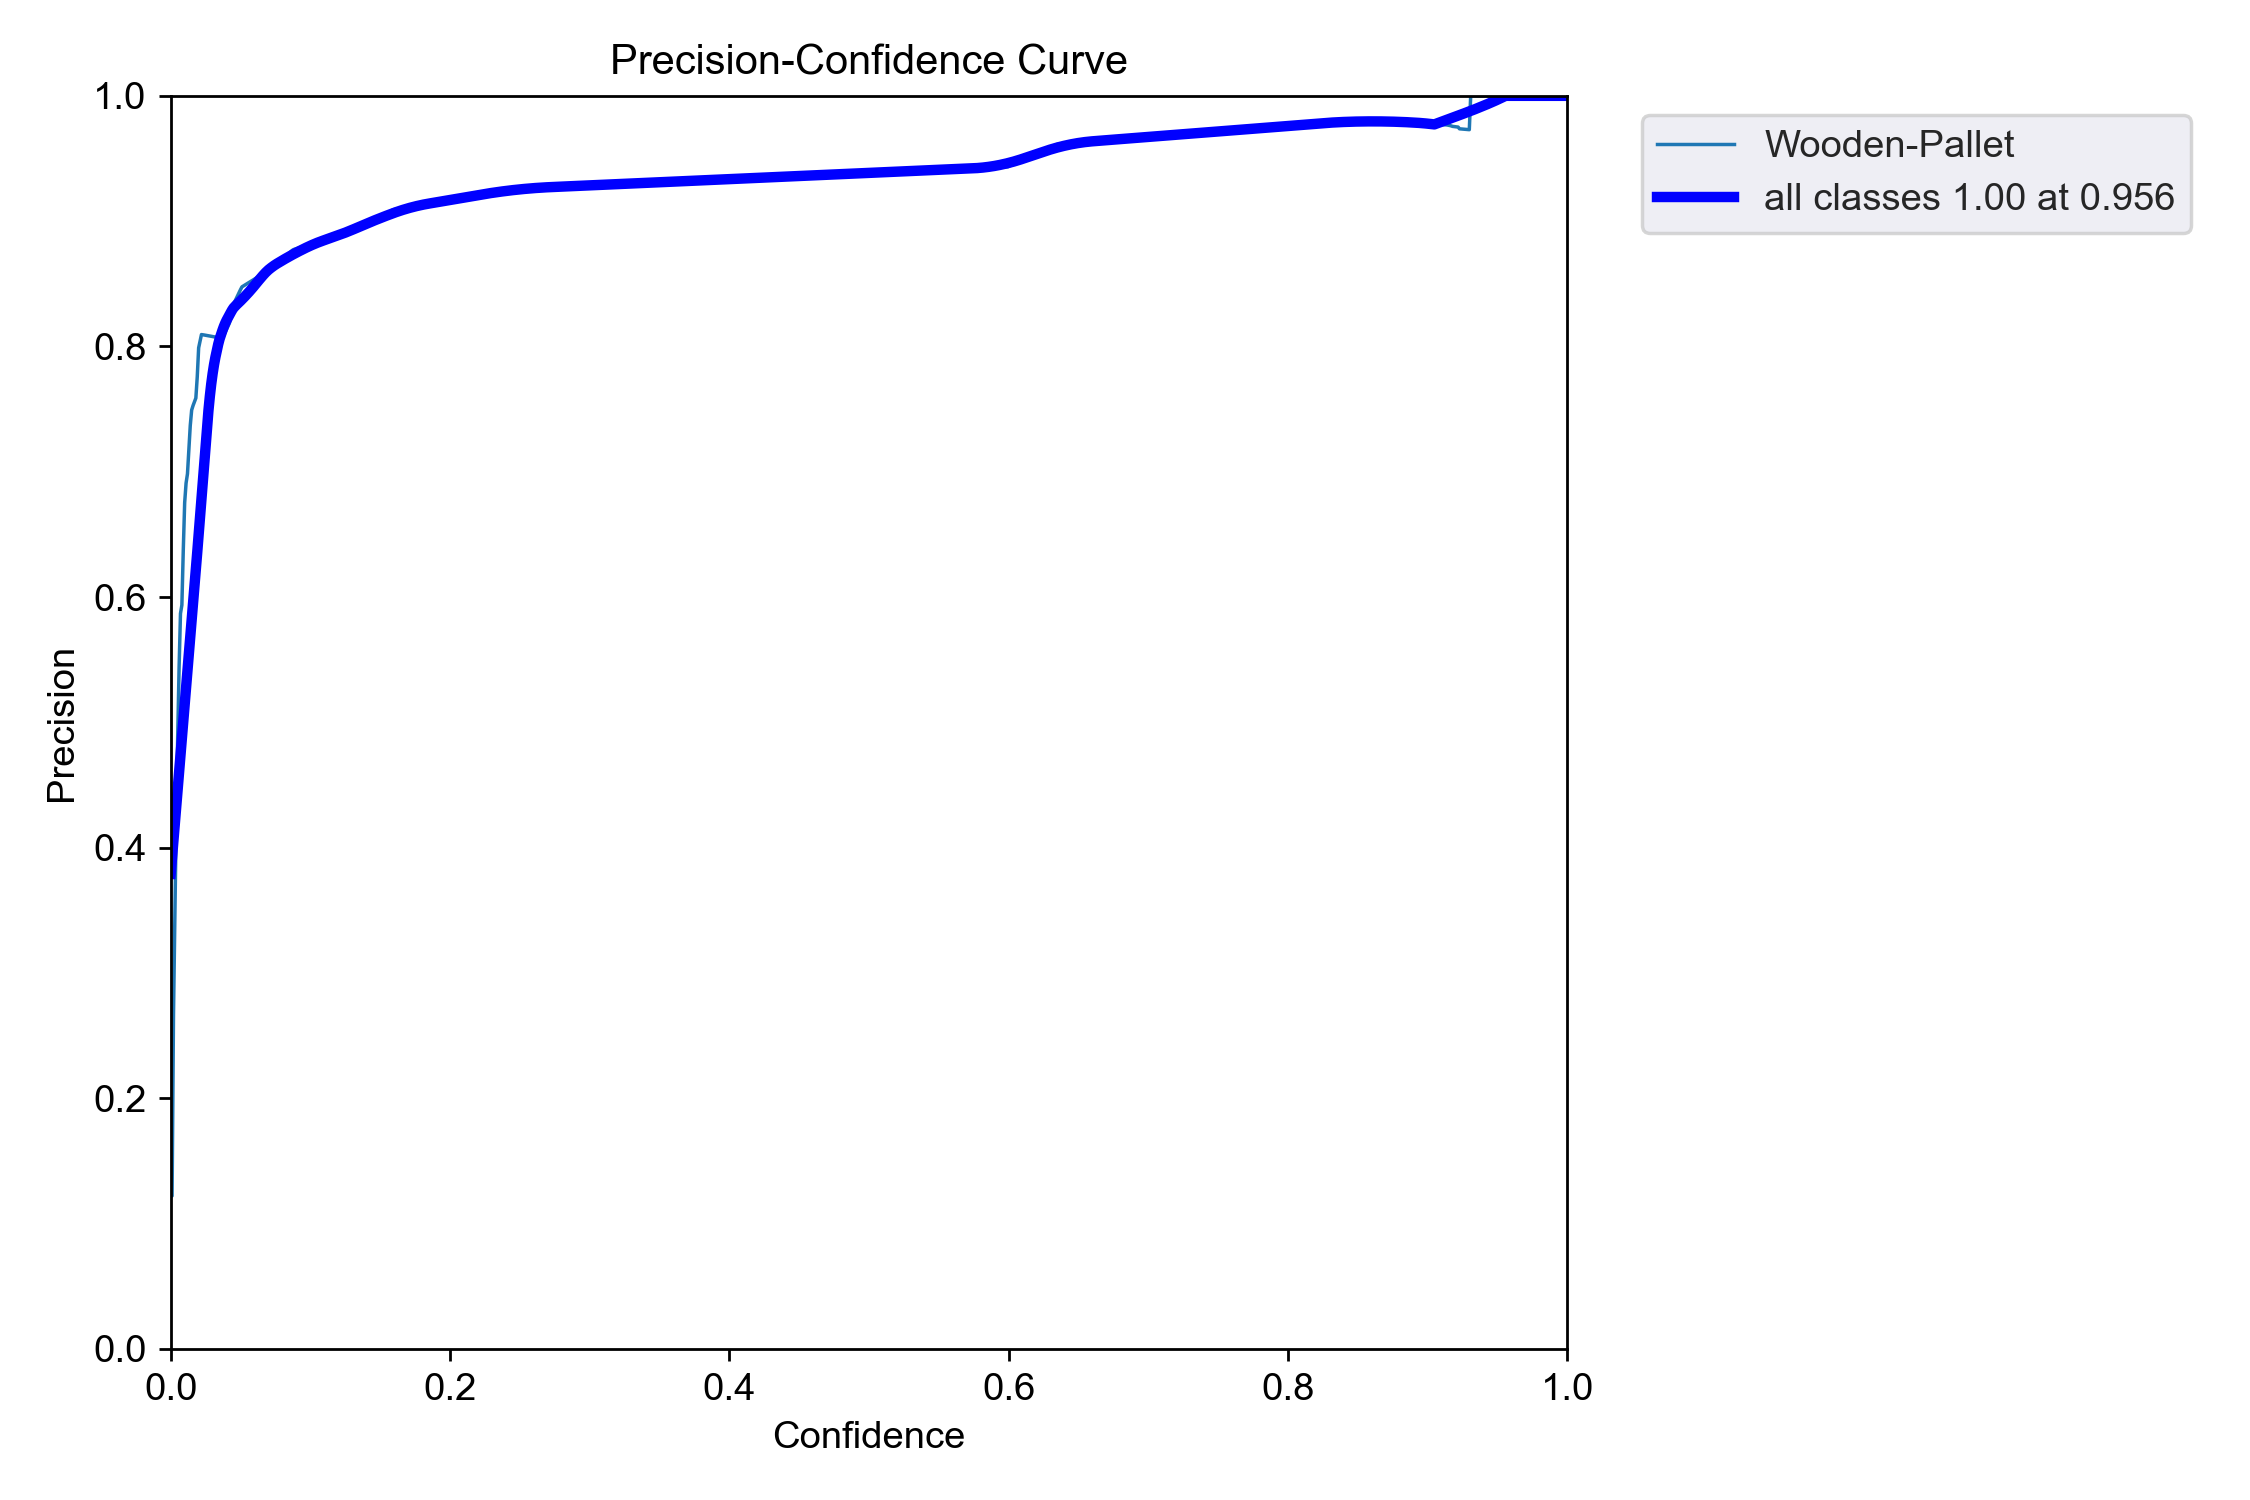 Precision-Confidence Curve
1.0
0.8
0.6
0.4
0.2
0.0
Precision
0.0 0.2 0.4 0.6 0.8 1.0
Confidence
Wooden-Pallet
all classes 1.00 at 0.956